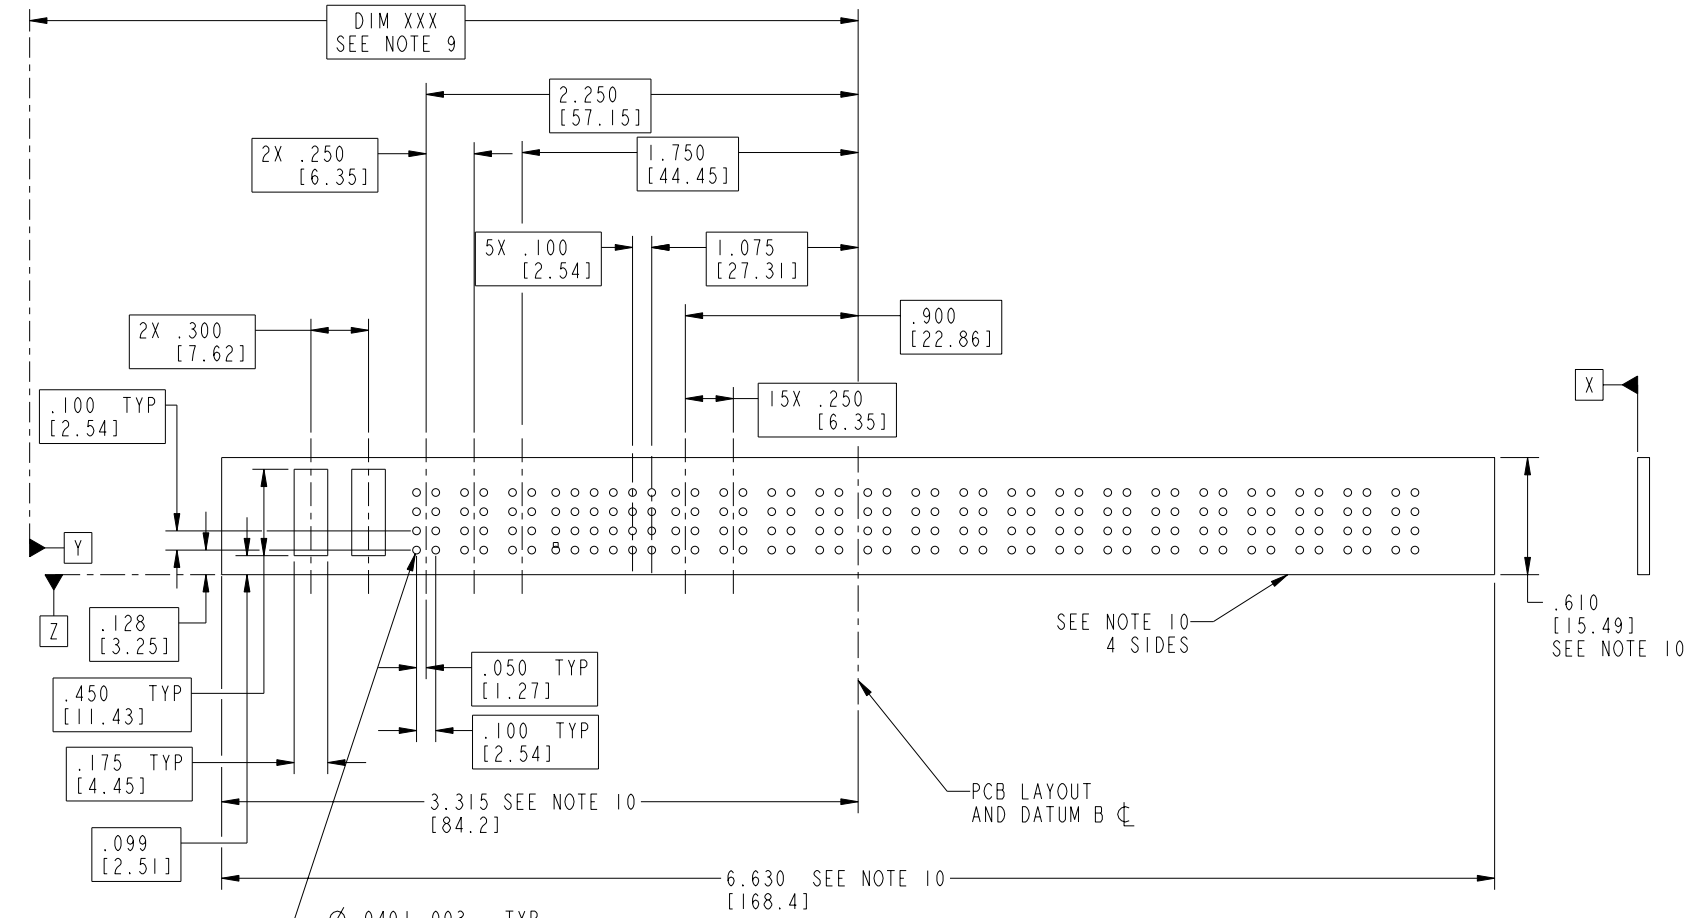 DIM XXX
SEE NOTE 9
2.250
[57.15]
2X .250
[6.35]
1.750
[44.45]
5X .100
[2.54]
1.075
[27.31]
.900
[22.86]
2X .300
[7.62]
15X .250
[6.35]
.100 TYP
[2.54]
X
Y
Z
.128
[3.25]
.610
[15.49]
SEE NOTE 10
SEE NOTE 10
4 SIDES
.050 TYP
[1.27]
.450 TYP
[11.43]
.100 TYP
[2.54]
.175 TYP
[4.45]
3.315 SEE NOTE 10
[84.2]
PCB LAYOUT
AND DATUM B ℄
.099
[2.51]
6.630 SEE NOTE 10
[168.4]